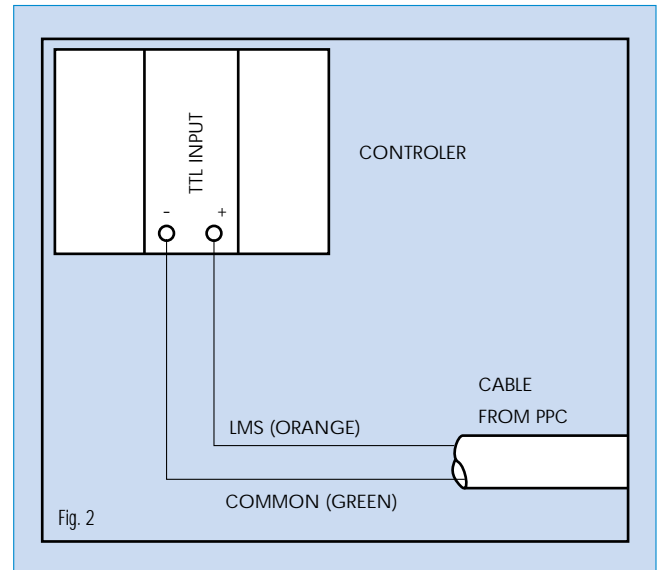 TTL INPUT
- +
CONTROLER
CABLE
FROM PPC
LMS (ORANGE)
COMMON (GREEN)
Fig. 2